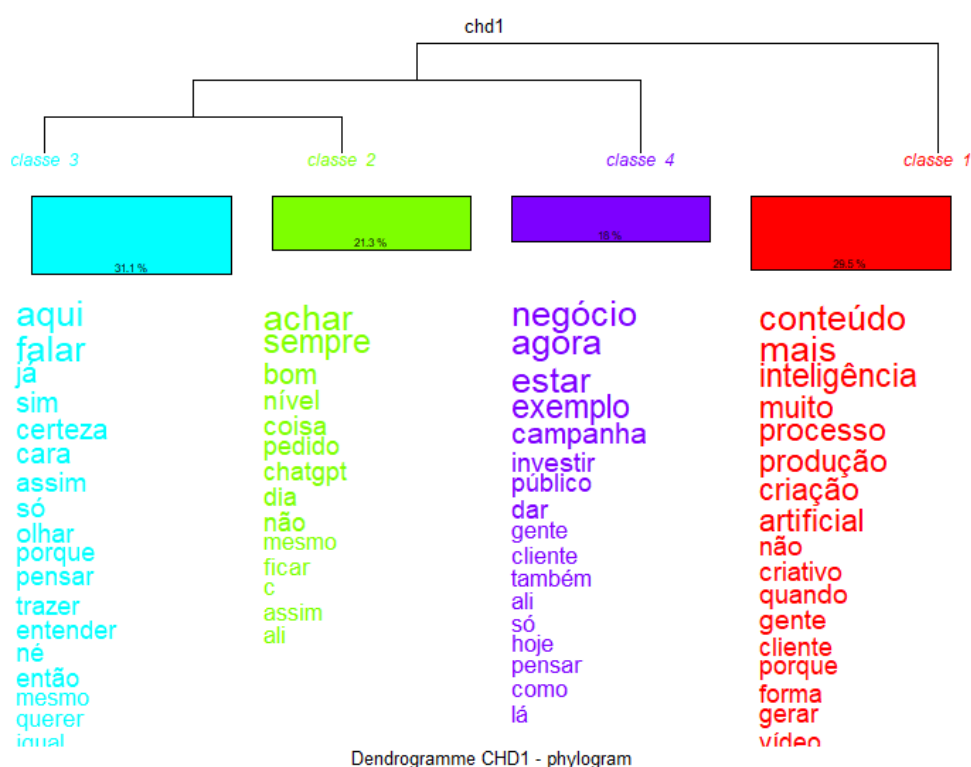 chd1
classe 3
classe 2
classe 4
classe 1
31.1 %
21.3 %
16 %
29.5 %
aqui
falar
já
sim
certeza
cara
assim
só
olhar
porque
pensar
trazer
entender
né
então
mesmo
querer
igual
achar
sempre
bom
nível
coisa
pedido
chatgpt
dia
não
mesmo
ficar
c
assim
ali
negócio
agora
estar
exemplo
campanha
investir
público
dar
gente
cliente
também
ali
só
hoje
pensar
como
lá
conteúdo
mais
inteligência
muito
processo
produção
criação
artificial
não
criativo
quando
gente
cliente
porque
forma
gerar
vídeo
Dendrogramme CHD1 - phylogram